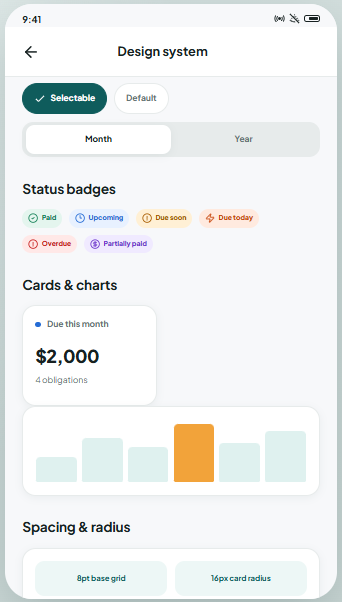 9:41
Design system
Selectable Default
Month Year
Status badges
Paid Upcoming Due soon Due today
Overdue Partially paid
Cards & charts
Due this month
$2,000
4 obligations
Spacing & radius
8pt base grid 16px card radius